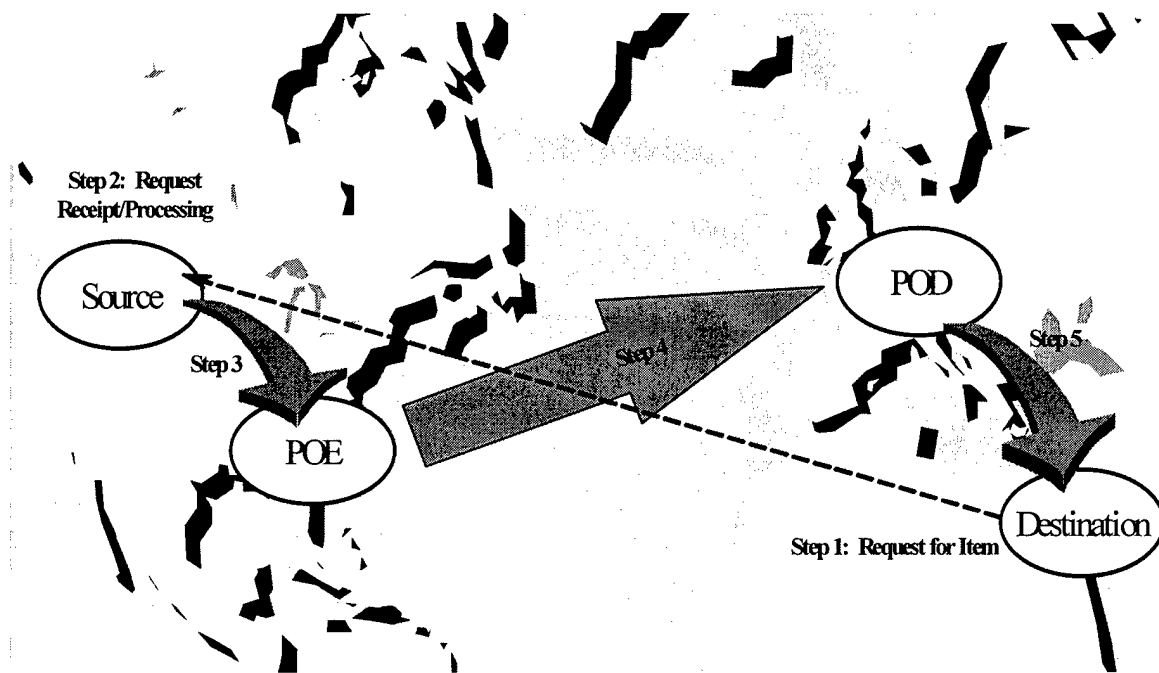 Step 2: Request
Receipt/Processing
Source
POD
Step 3
Step 4
Step 5
POE
Destination
Step 1: Request for Item